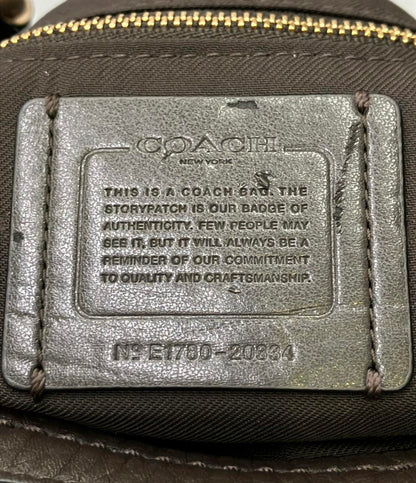 COACH
NEW YORK
THIS IS A COACH BAG. THE
STORYPATCH IS OUR BADGE OF
AUTHENTICITY. FEW PEOPLE MAY
SEE IT, BUT IT WILL ALWAYS BE A
REMINDER OF OUR COMMITMENT
TO QUALITY AND CRAFTSMANSHIP.
Nº E1760-20334